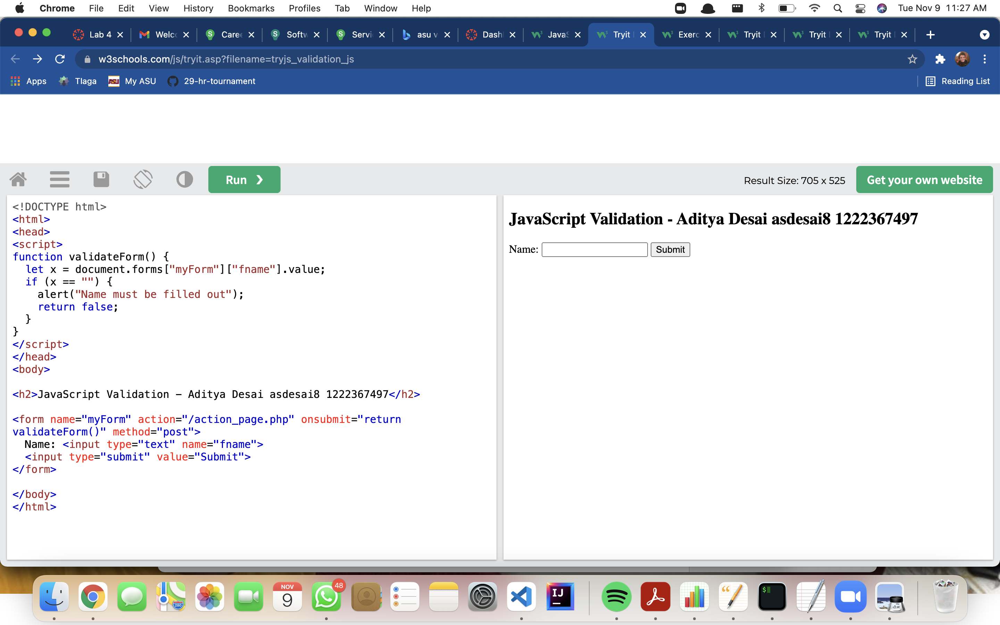 Chrome File Edit View History Bookmarks Profiles Tab Window Help Tue Nov 9 11:27 AM
Lab 4 Welc Caree Softw Servi asu v Dash JavaS Tryit Exerc Tryit Tryit Tryit
w3schools.com/js/tryit.asp?filename=tryjs_validation_js
Apps Tlaga My ASU 29-hr-tournament Reading List
Run ❯ Result Size: 705 x 525 Get your own website
<!DOCTYPE html>
<html>
<head>
<script>
function validateForm() {
  let x = document.forms["myForm"]["fname"].value;
  if (x == "") {
    alert("Name must be filled out");
    return false;
  }
}
</script>
</head>
<body>
<h2>JavaScript Validation – Aditya Desai asdesai8 1222367497</h2>
<form name="myForm" action="/action_page.php" onsubmit="return
validateForm()" method="post">
  Name: <input type="text" name="fname">
  <input type="submit" value="Submit">
</form>
</body>
</html>
JavaScript Validation - Aditya Desai asdesai8 1222367497
Name: Submit
NOV
9
48
280
IJ
$